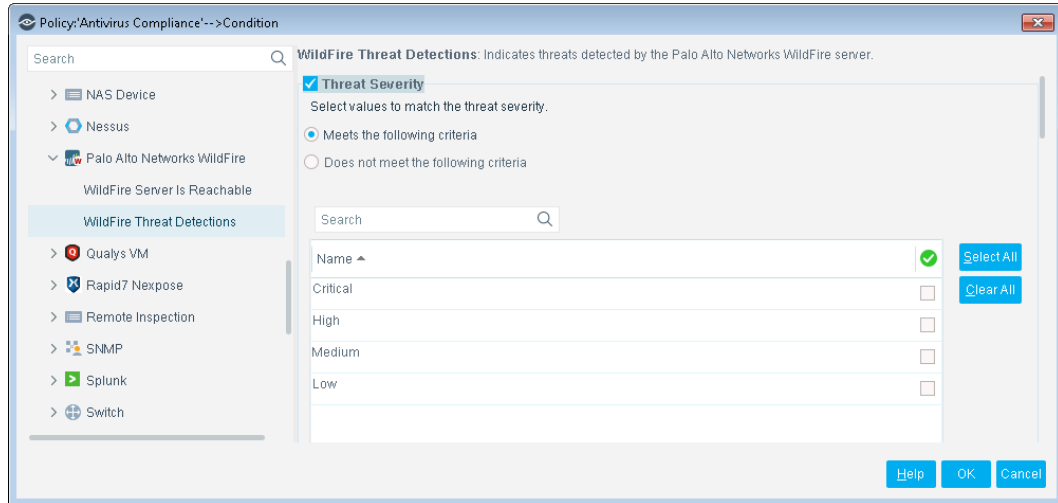 Policy:'Antivirus Compliance'-->Condition
Search
NAS Device
Nessus
Palo Alto Networks WildFire
WildFire Server Is Reachable
WildFire Threat Detections
Qualys VM
Rapid7 Nexpose
Remote Inspection
SNMP
Splunk
Switch
WildFire Threat Detections: Indicates threats detected by the Palo Alto Networks WildFire server.
Threat Severity
Select values to match the threat severity.
Meets the following criteria
Does not meet the following criteria
Search
Name
Critical
High
Medium
Low
Select All
Clear All
Help OK Cancel